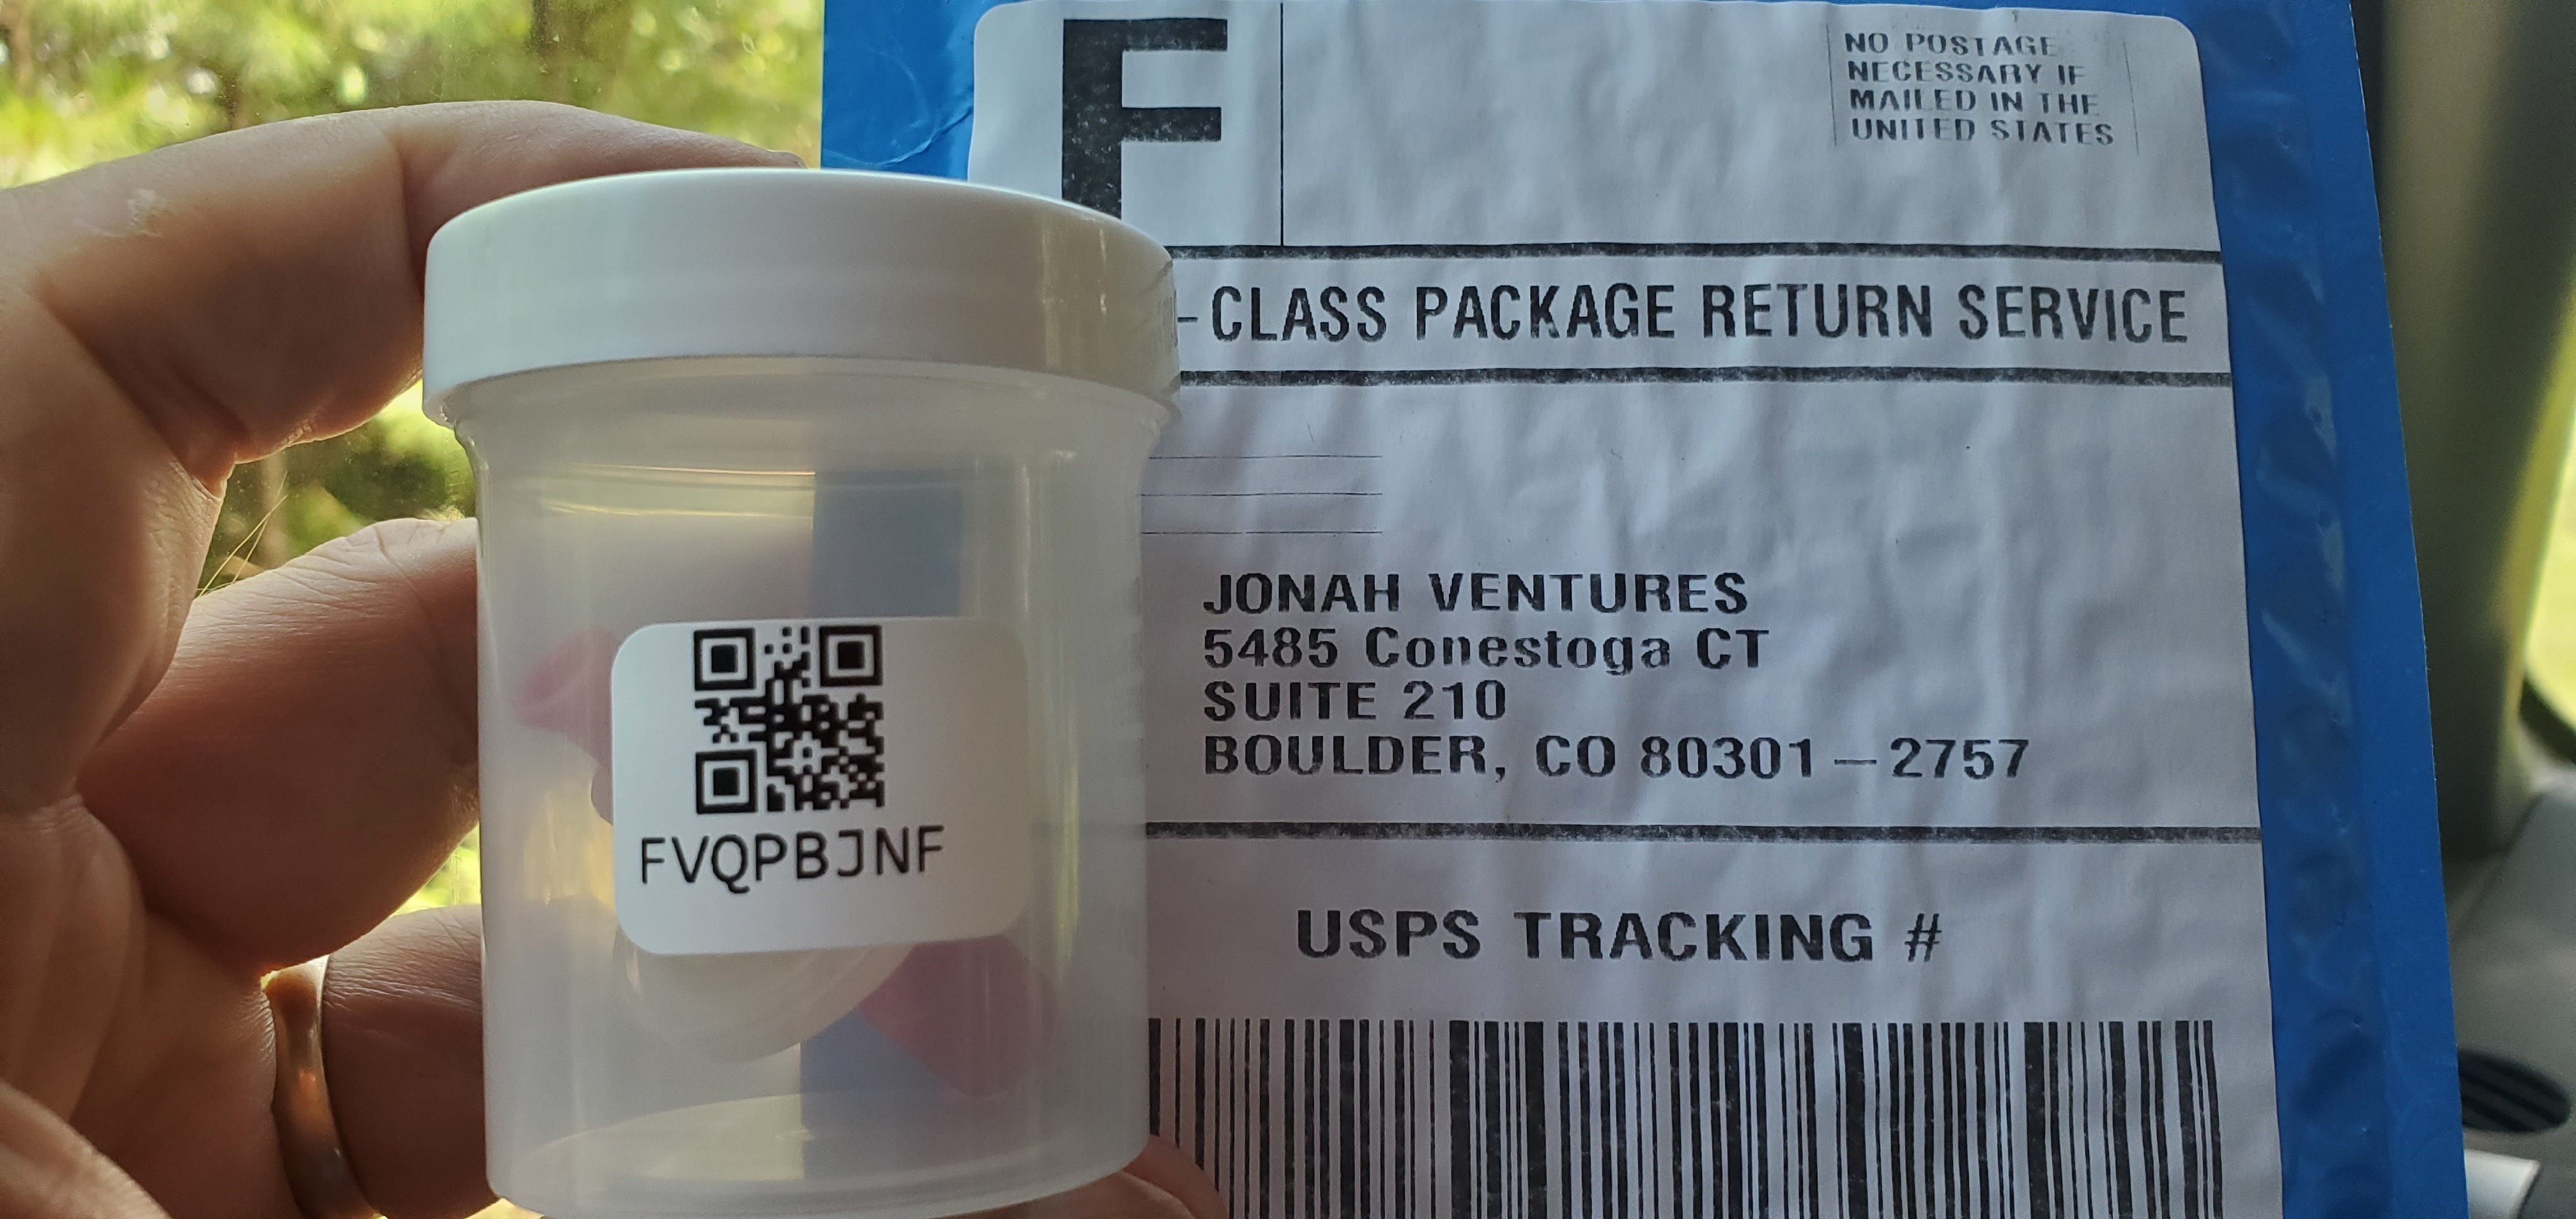 F
NO POSTAGE
NECESSARY IF
MAILED IN THE
UNITED STATES
-CLASS PACKAGE RETURN SERVICE
JONAH VENTURES
5485 Conestoga CT
SUITE 210
BOULDER, CO 80301-2757
USPS TRACKING #
FVQPBJNF